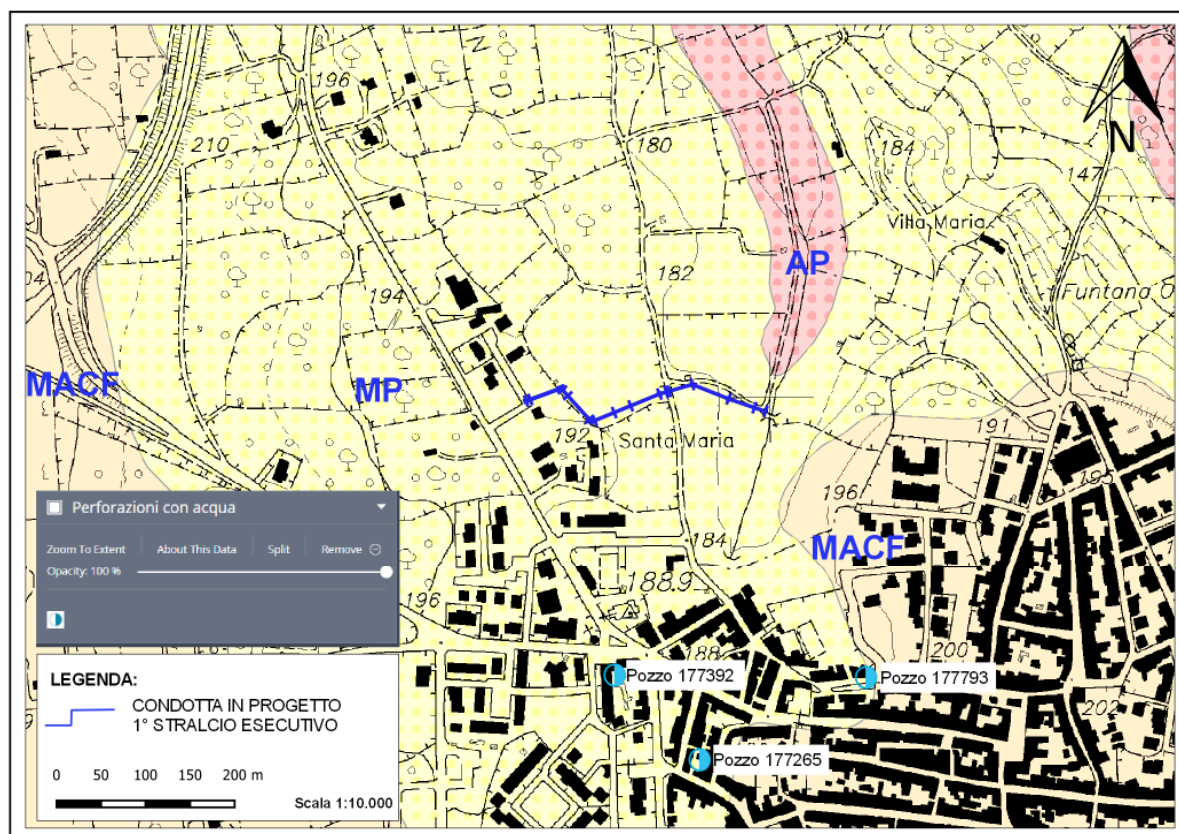 196
N
D
A
210
180
184
147
N
Villa Maria
AP
04
182
Funtana O
194
MACF
MP
192
Santa Maria
191
196
195
MACF
184
188.9
196
188
200
202
Perforazioni con acqua
Zoom To Extent
About This Data
Split
Remove
Opacity: 100 %
Pozzo 177392
Pozzo 177793
Pozzo 177265
LEGENDA:
CONDOTTA IN PROGETTO
1° STRALCIO ESECUTIVO
0 50 100 150 200 m
Scala 1:10.000